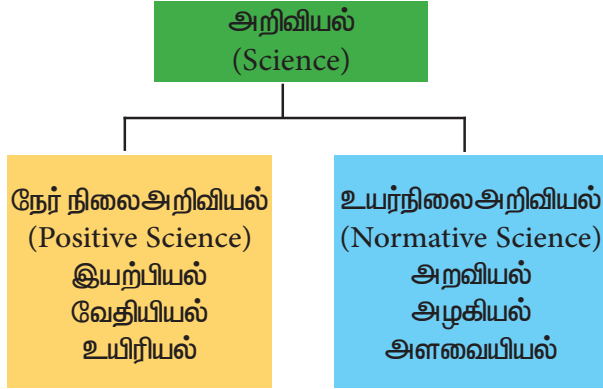 அறிவியல்
(Science)
நேர் நிலைஅறிவியல்
(Positive Science)
இயற்பியல்
வேதியியல்
உயிரியல்
உயர்நிலைஅறிவியல்
(Normative Science)
அறவியல்
அழகியல்
அளவையியல்